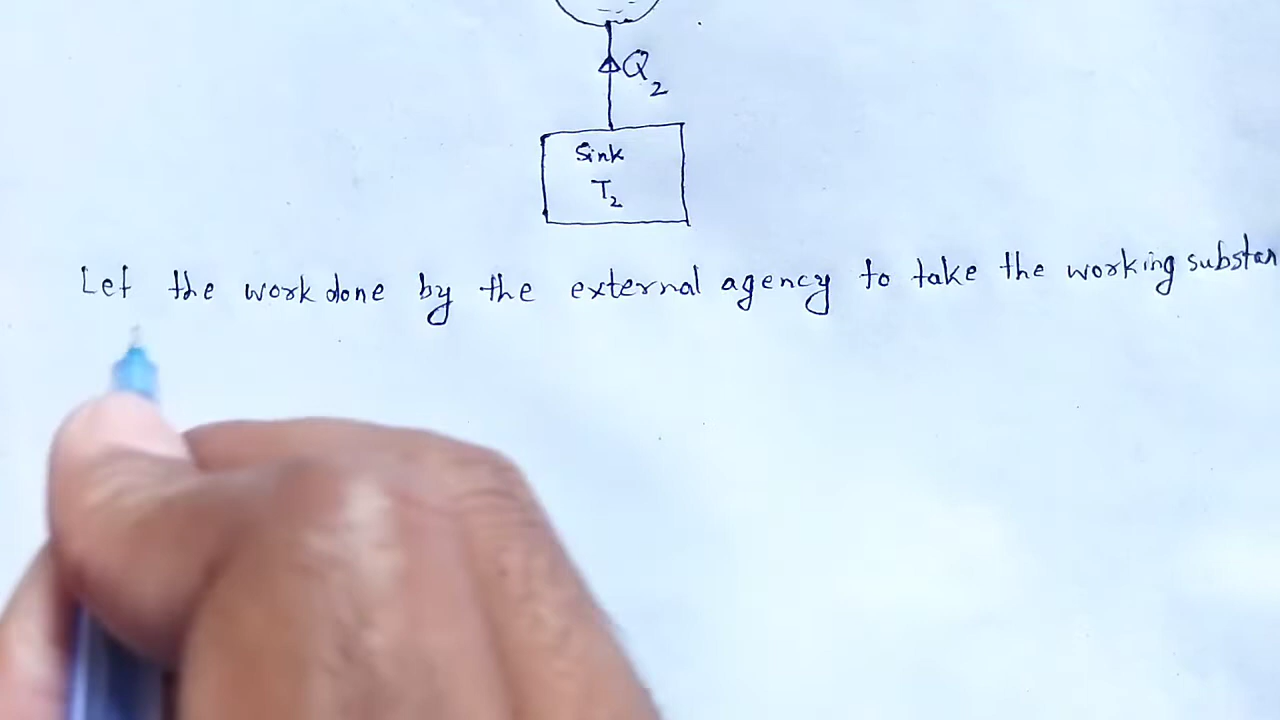 Q2
Sink
T2
Let the work done by the external agency to take the working substan